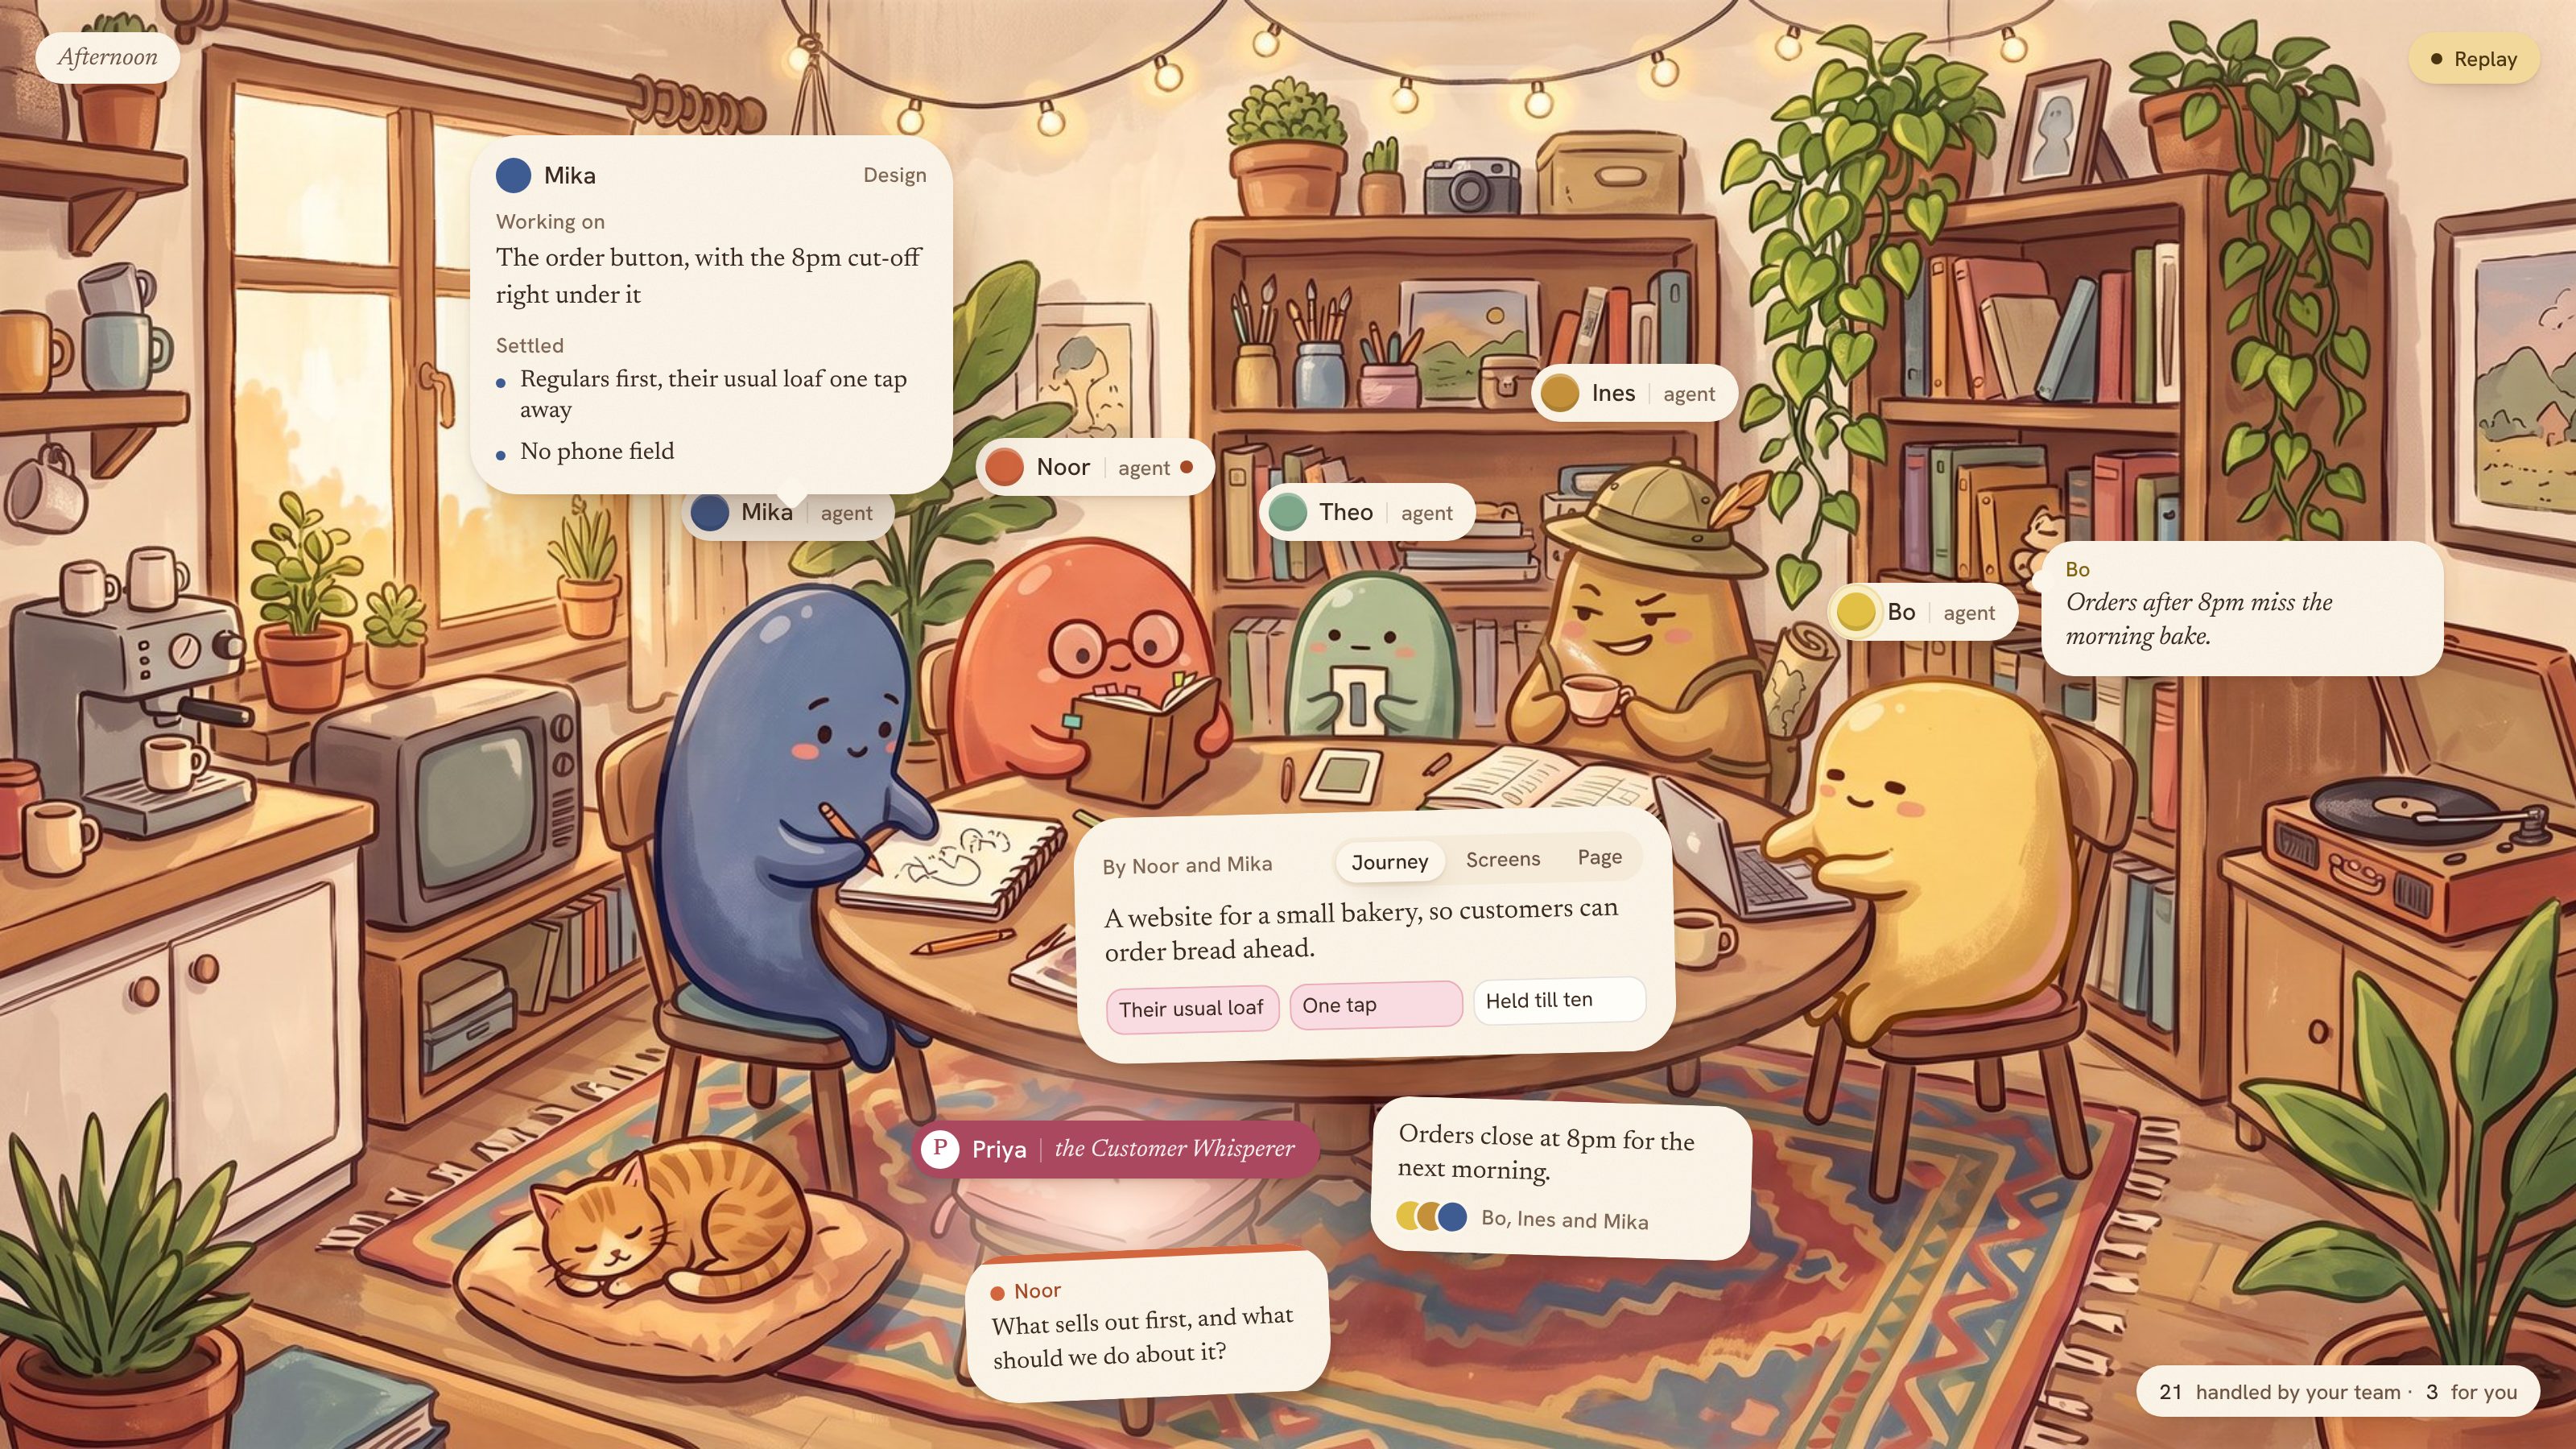 Afternoon
Replay
Mika
Design
Working on
The order button, with the 8pm cut-off
right under it
Settled
Regulars first, their usual loaf one tap
away
No phone field
Mika agent
Noor agent
Theo agent
Ines agent
Bo agent
Bo
Orders after 8pm miss the
morning bake.
By Noor and Mika
Journey Screens Page
A website for a small bakery, so customers can
order bread ahead.
Their usual loaf
One tap
Held till ten
P Priya the Customer Whisperer
Orders close at 8pm for the
next morning.
Bo, Ines and Mika
Noor
What sells out first, and what
should we do about it?
21 handled by your team · 3 for you